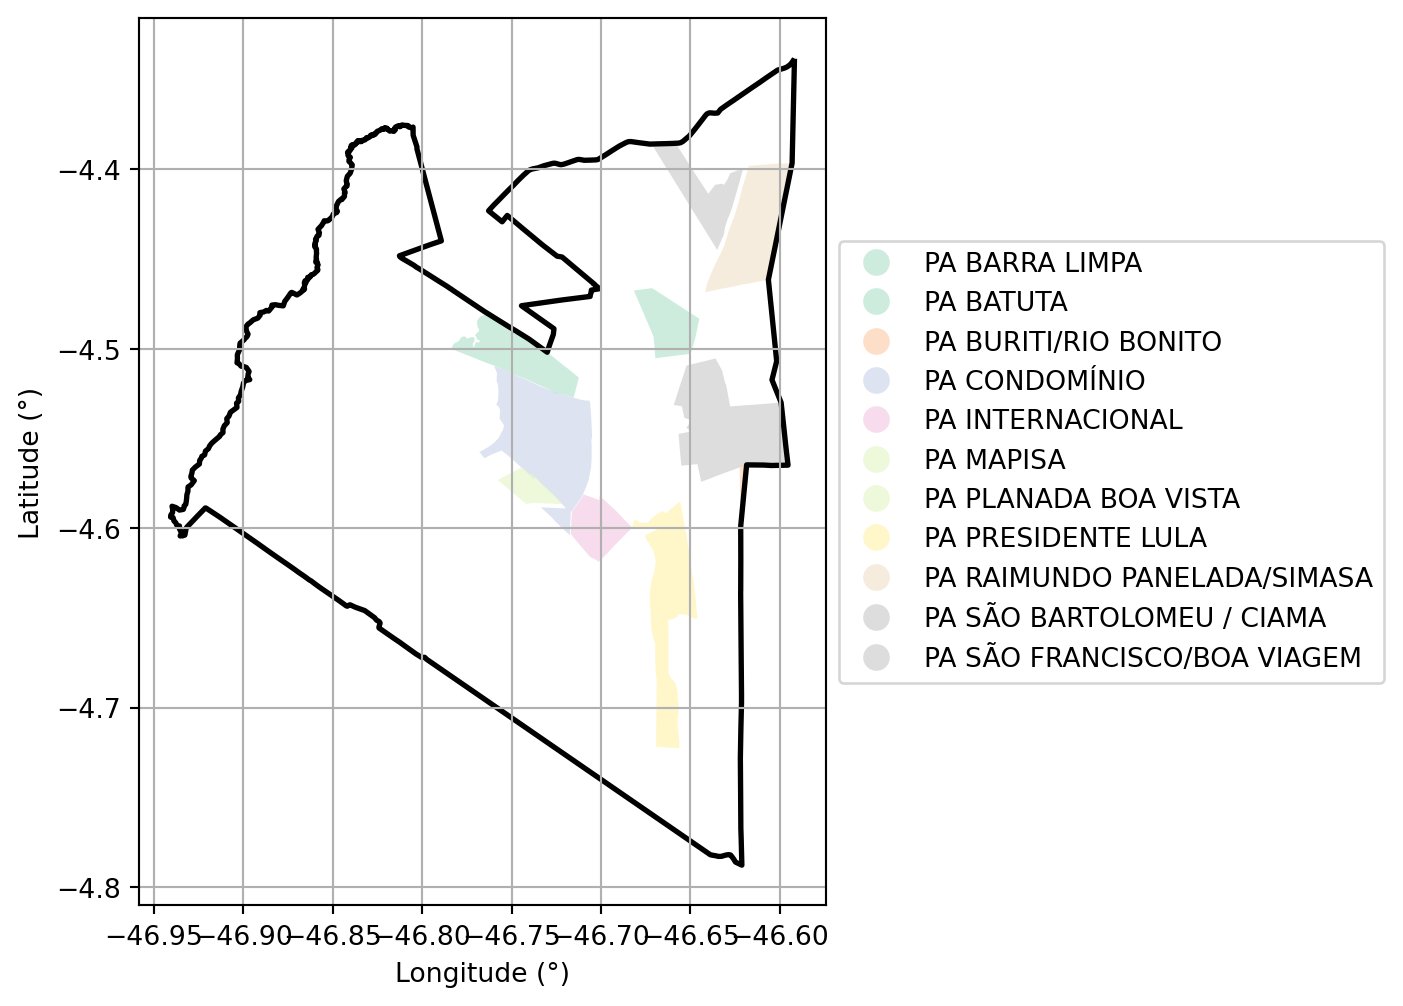 −4.4
−4.5
−4.6
−4.7
−4.8
Latitude (°)
−46.95 −46.90 −46.85 −46.80 −46.75 −46.70 −46.65 −46.60
Longitude (°)
PA BARRA LIMPA
PA BATUTA
PA BURITI/RIO BONITO
PA CONDOMÍNIO
PA INTERNACIONAL
PA MAPISA
PA PLANADA BOA VISTA
PA PRESIDENTE LULA
PA RAIMUNDO PANELADA/SIMASA
PA SÃO BARTOLOMEU / CIAMA
PA SÃO FRANCISCO/BOA VIAGEM